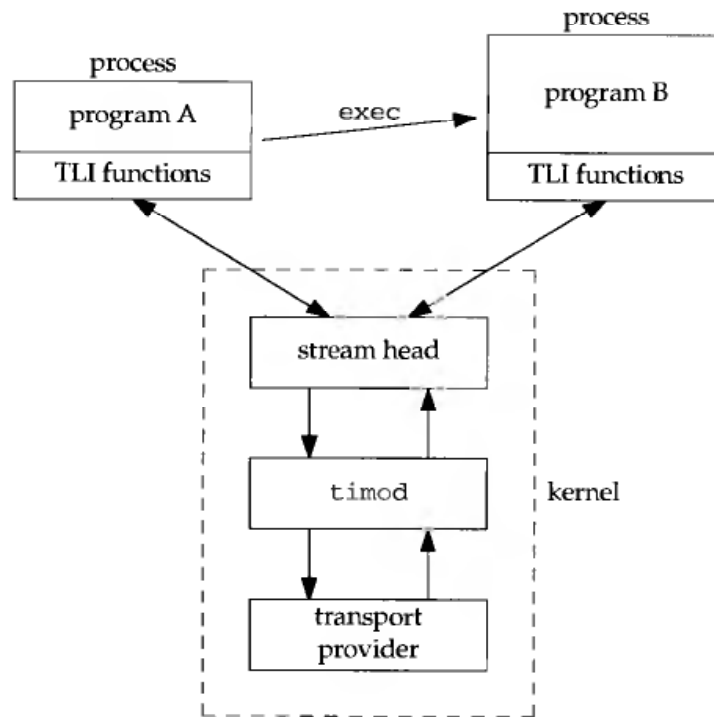 process
program A
TLI functions
exec
process
program B
TLI functions
stream head
timod
kernel
transport
provider